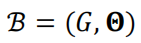 ℬ = (G, 𝚯)